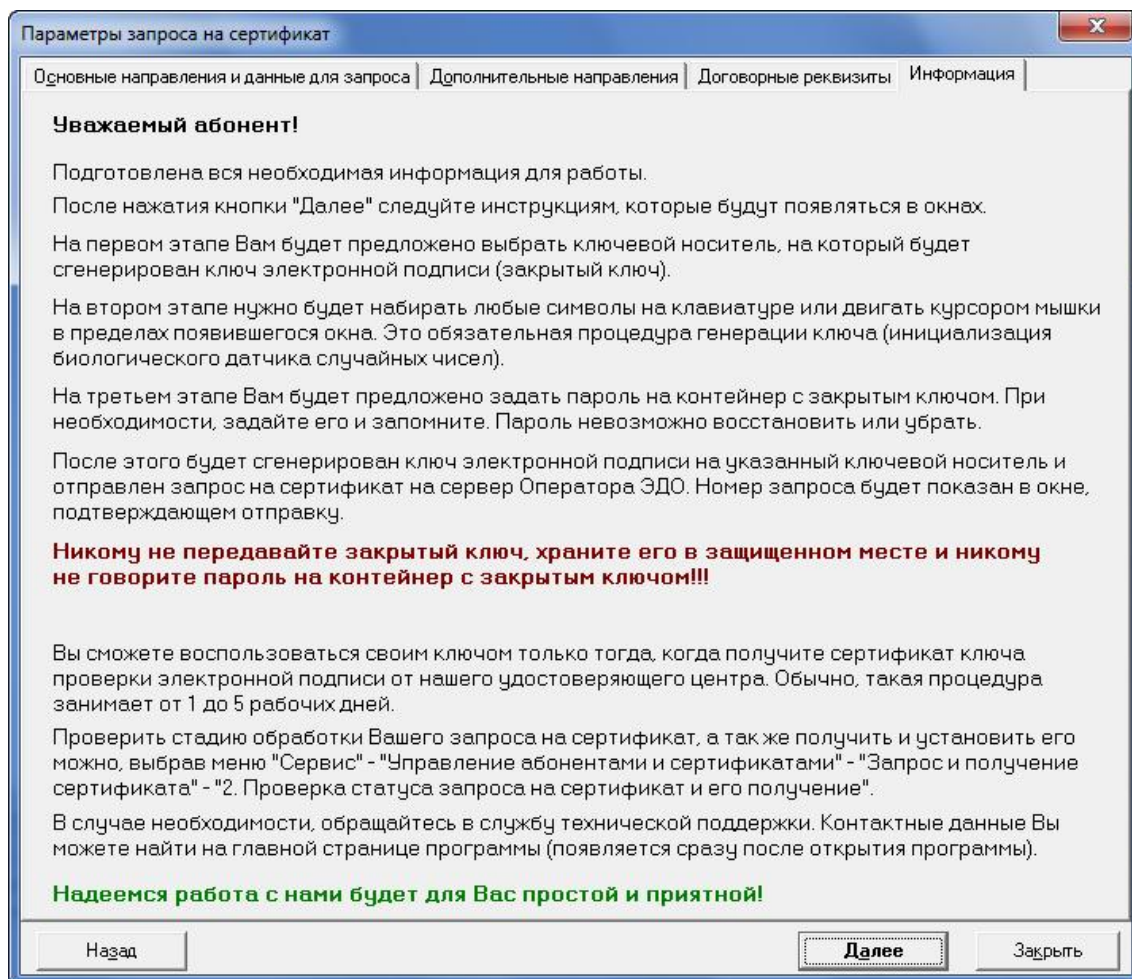 Параметры запроса на сертификат
Основные направления и данные для запроса
Дополнительные направления
Договорные реквизиты
Информация
Уважаемый абонент!
Подготовлена вся необходимая информация для работы.
После нажатия кнопки "Далее" следуйте инструкциям, которые будут появляться в окнах.
На первом этапе Вам будет предложено выбрать ключевой носитель, на который будет
сгенерирован ключ электронной подписи (закрытый ключ).
На втором этапе нужно будет набирать любые символы на клавиатуре или двигать курсором мышки
в пределах появившегося окна. Это обязательная процедура генерации ключа (инициализация
биологического датчика случайных чисел).
На третьем этапе Вам будет предложено задать пароль на контейнер с закрытым ключом. При
необходимости, задайте его и запомните. Пароль невозможно восстановить или убрать.
После этого будет сгенерирован ключ электронной подписи на указанный ключевой носитель и
отправлен запрос на сертификат на сервер Оператора ЭДО. Номер запроса будет показан в окне,
подтверждающем отправку.
Никому не передавайте закрытый ключ, храните его в защищенном месте и никому
не говорите пароль на контейнер с закрытым ключом!!!
Вы сможете воспользоваться своим ключом только тогда, когда получите сертификат ключа
проверки электронной подписи от нашего удостоверяющего центра. Обычно, такая процедура
занимает от 1 до 5 рабочих дней.
Проверить стадию обработки Вашего запроса на сертификат, а так же получить и установить его
можно, выбрав меню "Сервис" - "Управление абонентами и сертификатами" - "Запрос и получение
сертификата" - "2. Проверка статуса запроса на сертификат и его получение".
В случае необходимости, обращайтесь в службу технической поддержки. Контактные данные Вы
можете найти на главной странице программы (появляется сразу после открытия программы).
Надеемся работа с нами будет для Вас простой и приятной!
Назад
Далее
Закрыть